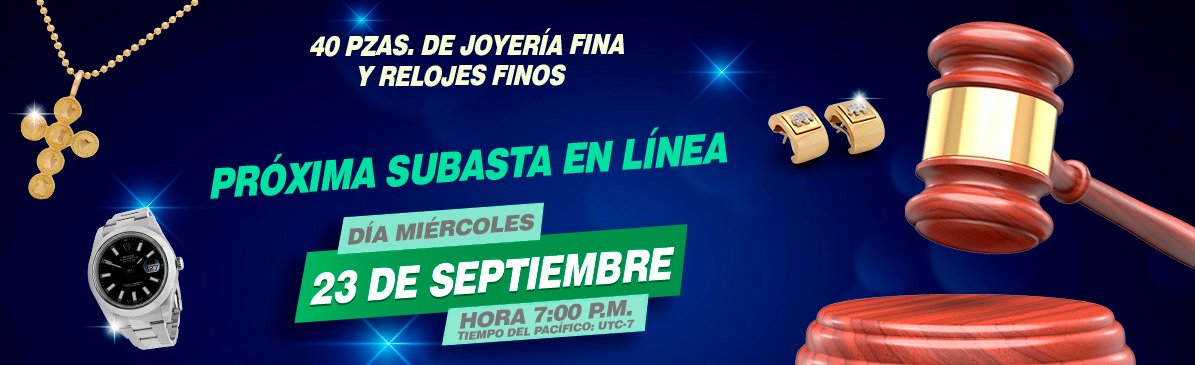 40 PZAS. DE JOYERÍA FINA
Y RELOJES FINOS
PRÓXIMA SUBASTA EN LÍNEA
DÍA MIÉRCOLES
23 DE SEPTIEMBRE
HORA 7:00 P.M.
TIEMPO DEL PACÍFICO: UTC-7